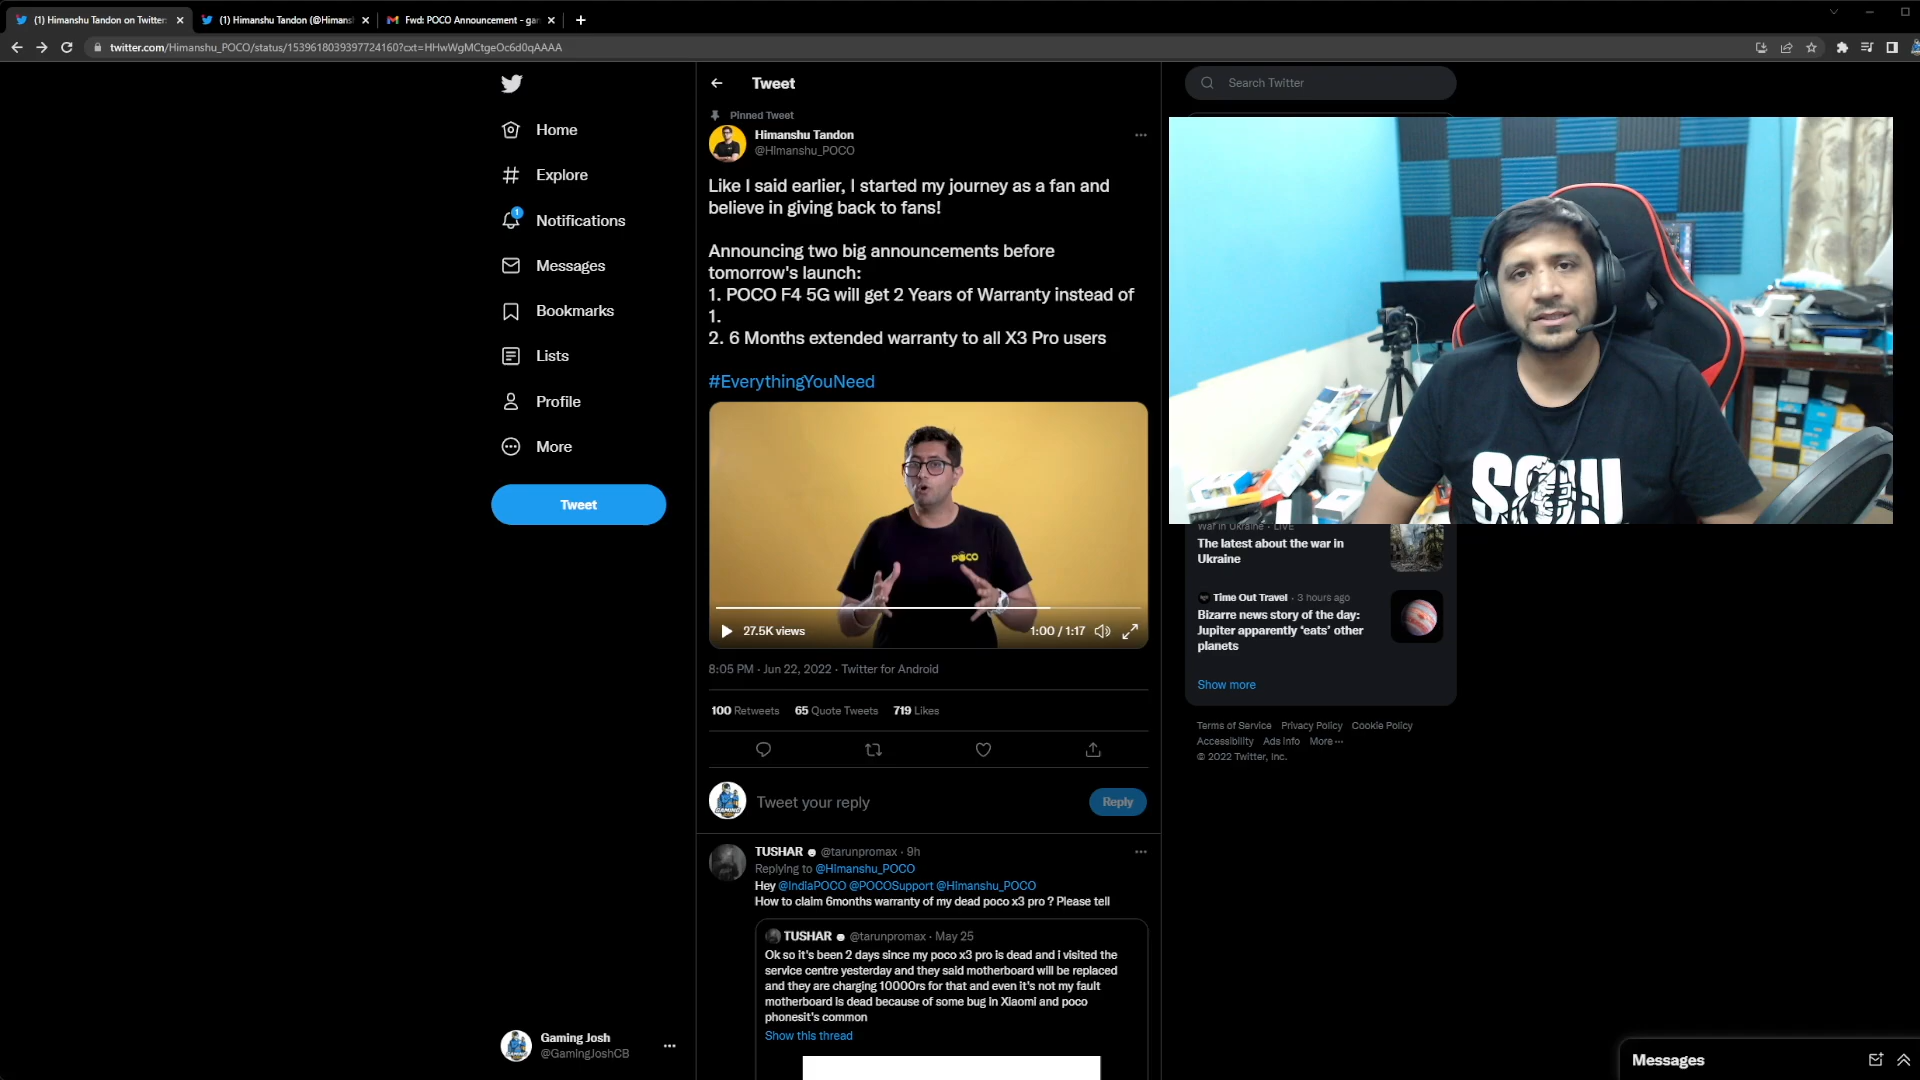 (1) Himanshu Tandon on Twitter:
(1) Himanshu Tandon (@Himansh
Fwd: POCO Announcement - gam
twitter.com/Himanshu_POCO/status/1539618039397724160?cxt=HHwWgMCtgeOc6d0qAAAA
Tweet
Search Twitter
Home
Explore
1
Notifications
Messages
Bookmarks
Lists
Profile
More
Tweet
Pinned Tweet
Himanshu Tandon
@Himanshu_POCO
Like I said earlier, I started my journey as a fan and
believe in giving back to fans!
Announcing two big announcements before
tomorrow's launch:
1. POCO F4 5G will get 2 Years of Warranty instead of
1.
2. 6 Months extended warranty to all X3 Pro users
#EverythingYouNeed
POCO
27.5K views
1:00 / 1:17
8:05 PM · Jun 22, 2022 · Twitter for Android
100 Retweets 65 Quote Tweets 719 Likes
Tweet your reply
Reply
TUSHAR @tarunpromax · 9h
Replying to @Himanshu_POCO
Hey @IndiaPOCO @POCOSupport @Himanshu_POCO
How to claim 6months warranty of my dead poco x3 pro ? Please tell
TUSHAR @tarunpromax · May 25
Ok so it's been 2 days since my poco x3 pro is dead and i visited the
service centre yesterday and they said motherboard will be replaced
and they are charging 10000rs for that and even it's not my fault
motherboard is dead because of some bug in Xiaomi and poco
phonesit's common
Show this thread
SOUL
War in Ukraine · LIVE
The latest about the war in
Ukraine
Time Out Travel · 3 hours ago
Bizarre news story of the day:
Jupiter apparently 'eats' other
planets
Show more
Terms of Service Privacy Policy Cookie Policy
Accessibility Ads info More ···
© 2022 Twitter, Inc.
Gaming Josh
@GamingJoshCB
Messages